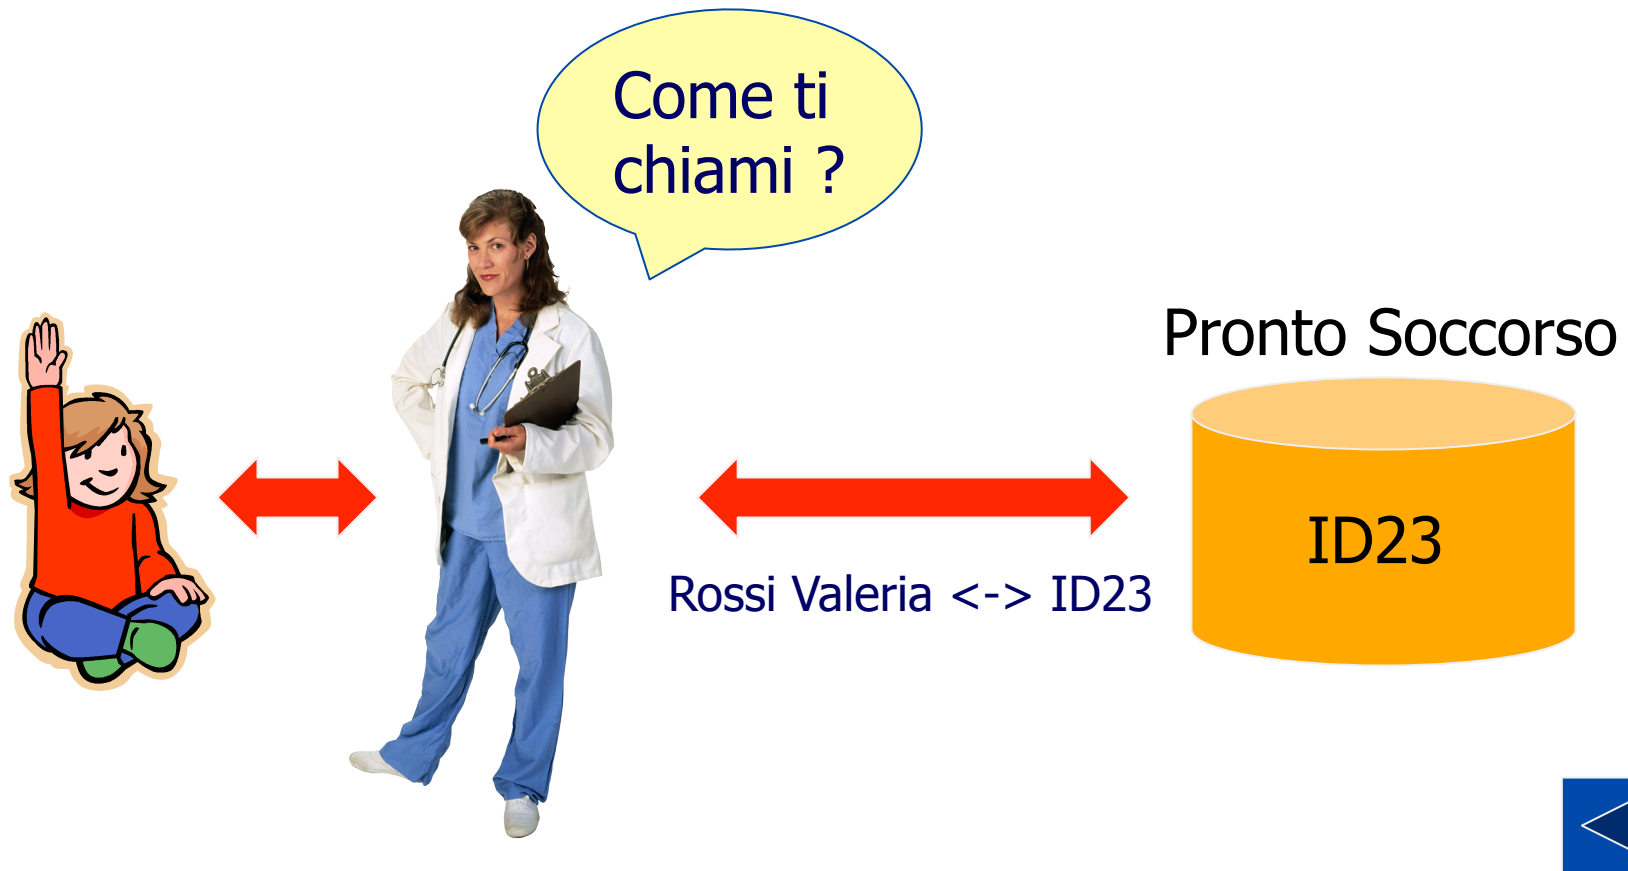 Come ti
chiami ?
Pronto Soccorso
ID23
Rossi Valeria <-> ID23